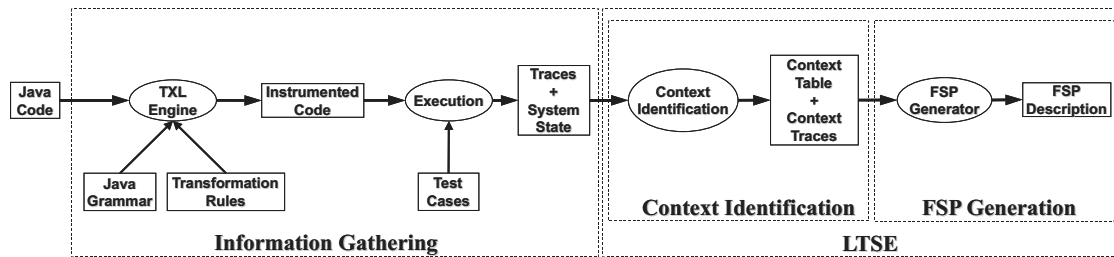 Java
Code
TXL
Engine
Instrumented
Code
Execution
Traces
+
System
State
Context
Identification
Context
Table
+
Context
Traces
FSP
Generator
FSP
Description
Java
Grammar
Transformation
Rules
Test
Cases
Context Identification
FSP Generation
Information Gathering
LTSE